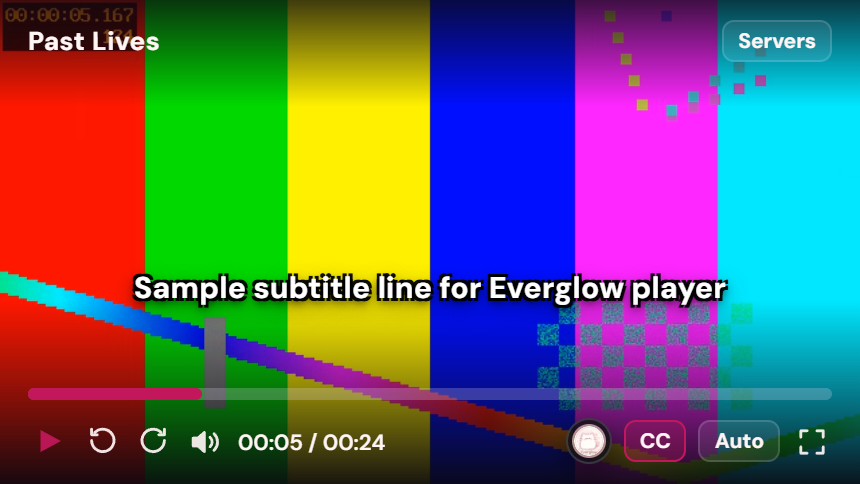 00:00:05.167
Past Lives
Servers
Sample subtitle line for Everglow player
00:05 / 00:24
CC
Auto